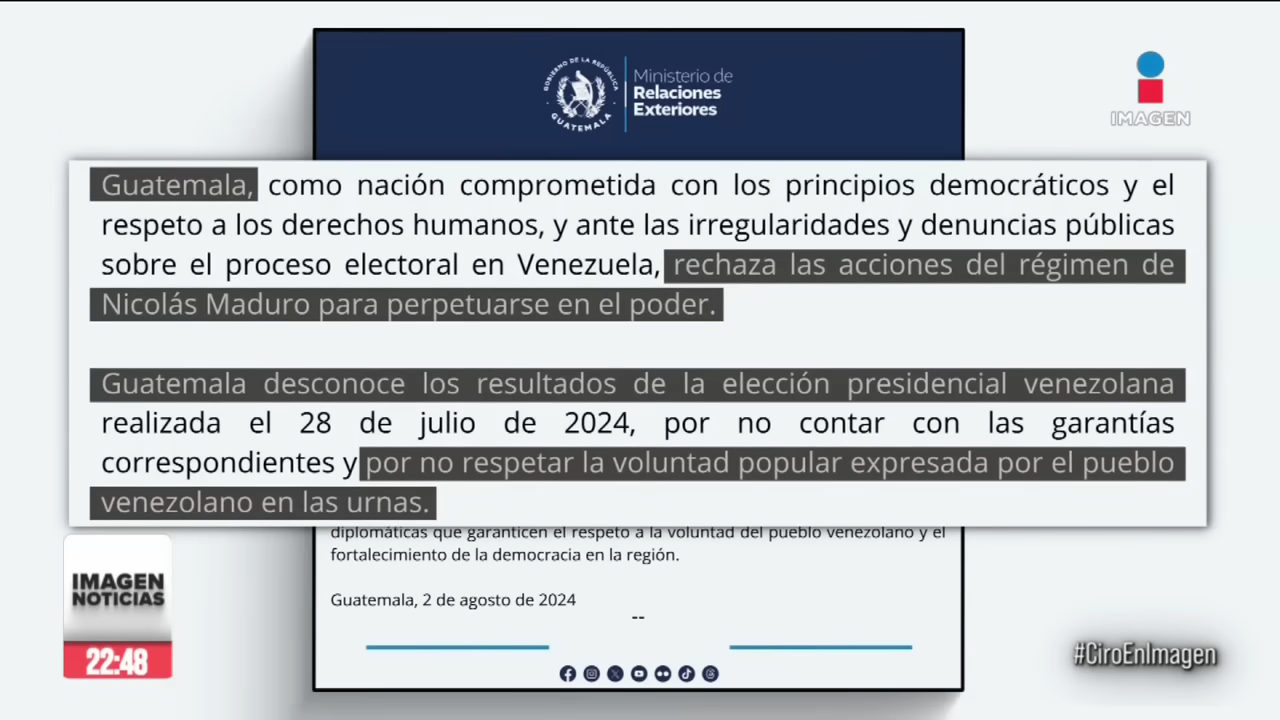 GOBIERNO DE LA REPÚBLICA
GUATEMALA
Ministerio de
Relaciones
Exteriores
IMAGEN
Guatemala, como nación comprometida con los principios democráticos y el
respeto a los derechos humanos, y ante las irregularidades y denuncias públicas
sobre el proceso electoral en Venezuela, rechaza las acciones del régimen de
Nicolás Maduro para perpetuarse en el poder.
Guatemala desconoce los resultados de la elección presidencial venezolana
realizada el 28 de julio de 2024, por no contar con las garantías
correspondientes y por no respetar la voluntad popular expresada por el pueblo
venezolano en las urnas.
diplomáticas que garanticen el respeto a la voluntad del pueblo venezolano y el
fortalecimiento de la democracia en la región.
Guatemala, 2 de agosto de 2024
--
IMAGEN
NOTICIAS
22:48
#CiroEnImagen